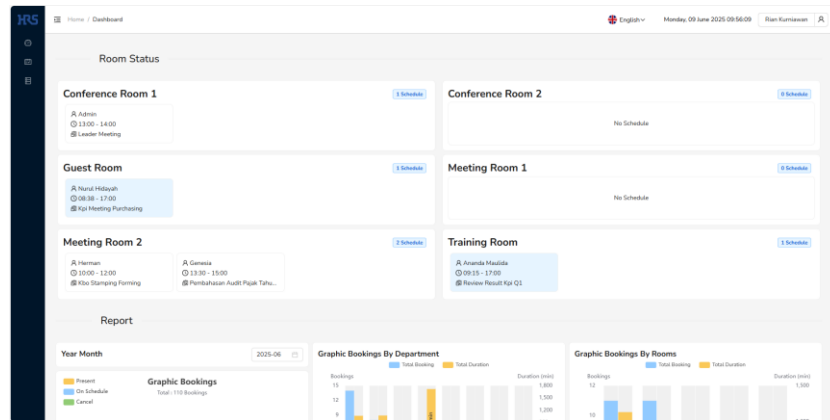 HRS
Home / Dashboard
English
Monday, 09 June 2025 09:56:09
Rian Kurniawan
Room Status
Conference Room 1
1 Schedule
Admin
13:00 - 14:00
Leader Meeting
Conference Room 2
0 Schedule
No Schedule
Guest Room
1 Schedule
Nurul Hidayah
08:38 - 17:00
Kpi Meeting Purchasing
Meeting Room 1
0 Schedule
No Schedule
Meeting Room 2
2 Schedule
Herman
10:00 - 12:00
Kbo Stamping Forming
Genesia
13:30 - 15:00
Pembahasan Audit Pajak Tahu...
Training Room
1 Schedule
Ananda Maulida
09:15 - 17:00
Review Result Kpi Q1
Report
Year Month
2025-06
Present
On Schedule
Cancel
Graphic Bookings
Total : 110 Bookings
Graphic Bookings By Department
Total Booking
Total Duration
Bookings
Duration (min)
15
1,800
12
1,500
9
1,200
Graphic Bookings By Rooms
Total Booking
Total Duration
Bookings
Duration (min)
12
1,500
10